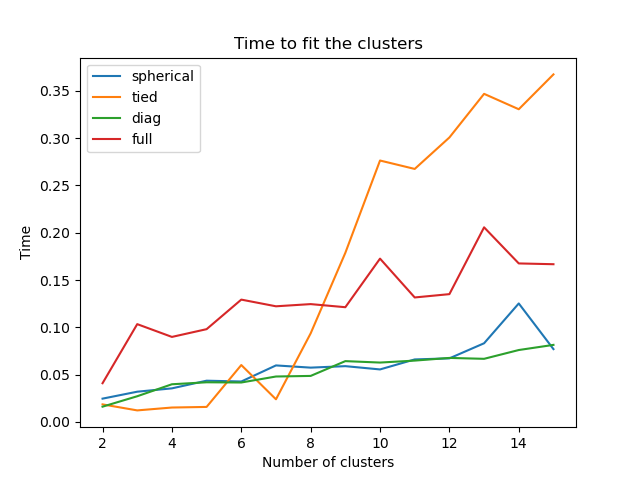 Time to fit the clusters
spherical
tied
diag
full
0.35
0.30
0.25
0.20
0.15
0.10
0.05
0.00
Time
2 4 6 8 10 12 14
Number of clusters